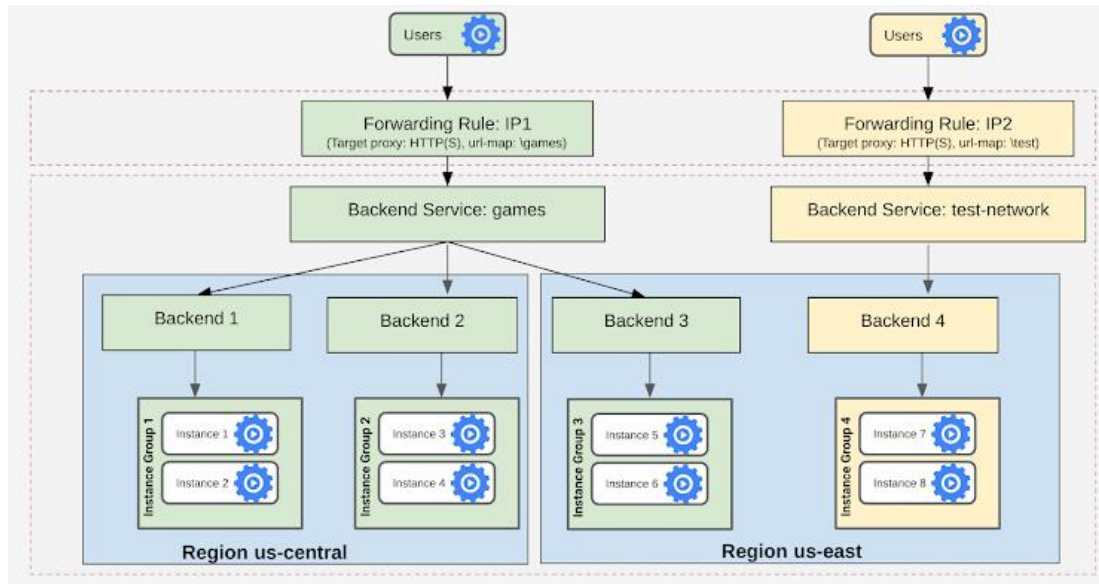 Users
Users
Forwarding Rule: IP1
(Target proxy: HTTP(S), url-map: \games)
Forwarding Rule: IP2
(Target proxy: HTTP(S), url-map: \test)
Backend Service: games
Backend Service: test-network
Backend 1
Backend 2
Backend 3
Backend 4
Instance Group 1
Instance 1
Instance 2
Instance Group 2
Instance 3
Instance 4
Instance Group 3
Instance 5
Instance 6
Instance Group 4
Instance 7
Instance 8
Region us-central
Region us-east